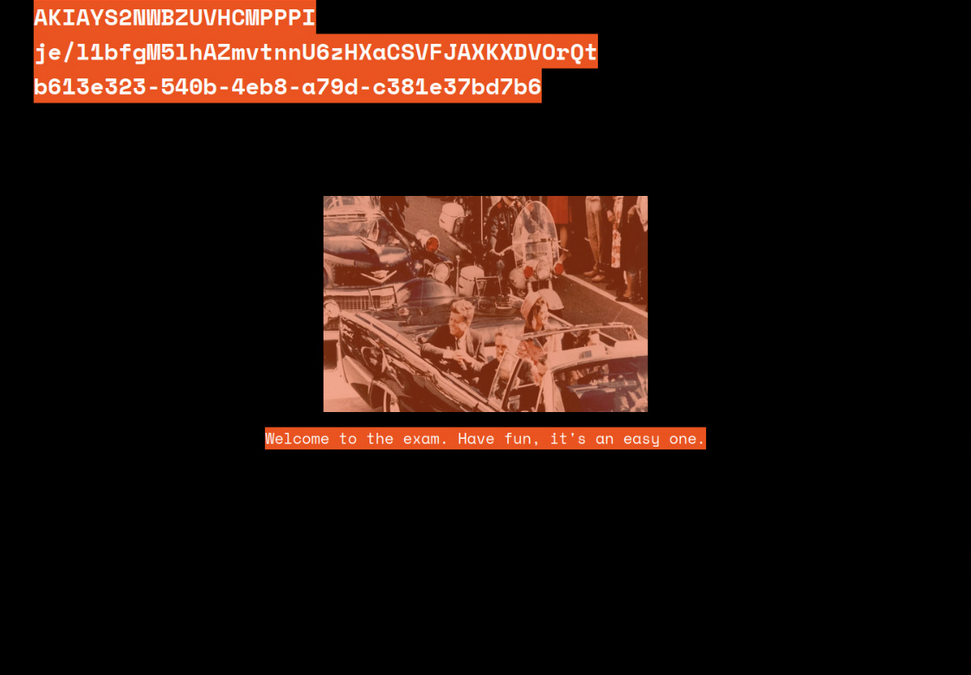 AKIAYS2NWBZUVHCMPPPI
je/l1bfgM5lhAZmvtnnU6zHXaCSVFJAXKXDVOrQt
b613e323-540b-4eb8-a79d-c381e37bd7b6
Welcome to the exam. Have fun, it's an easy one.